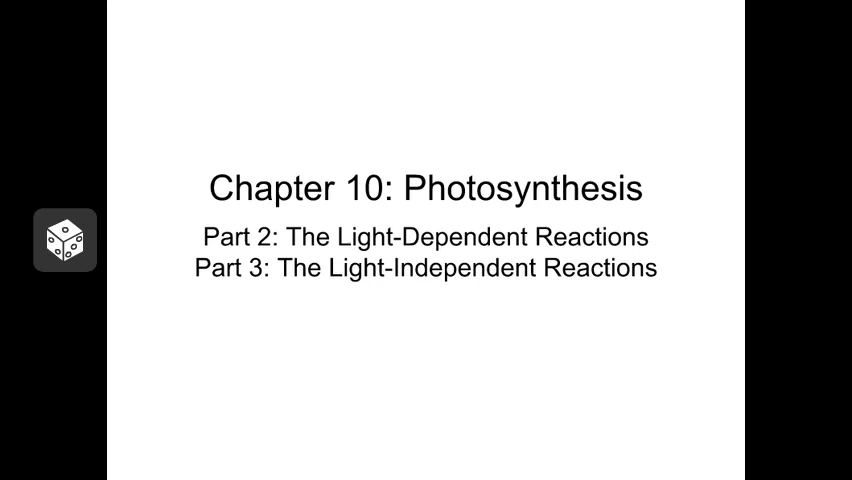 Chapter 10: Photosynthesis
Part 2: The Light-Dependent Reactions
Part 3: The Light-Independent Reactions